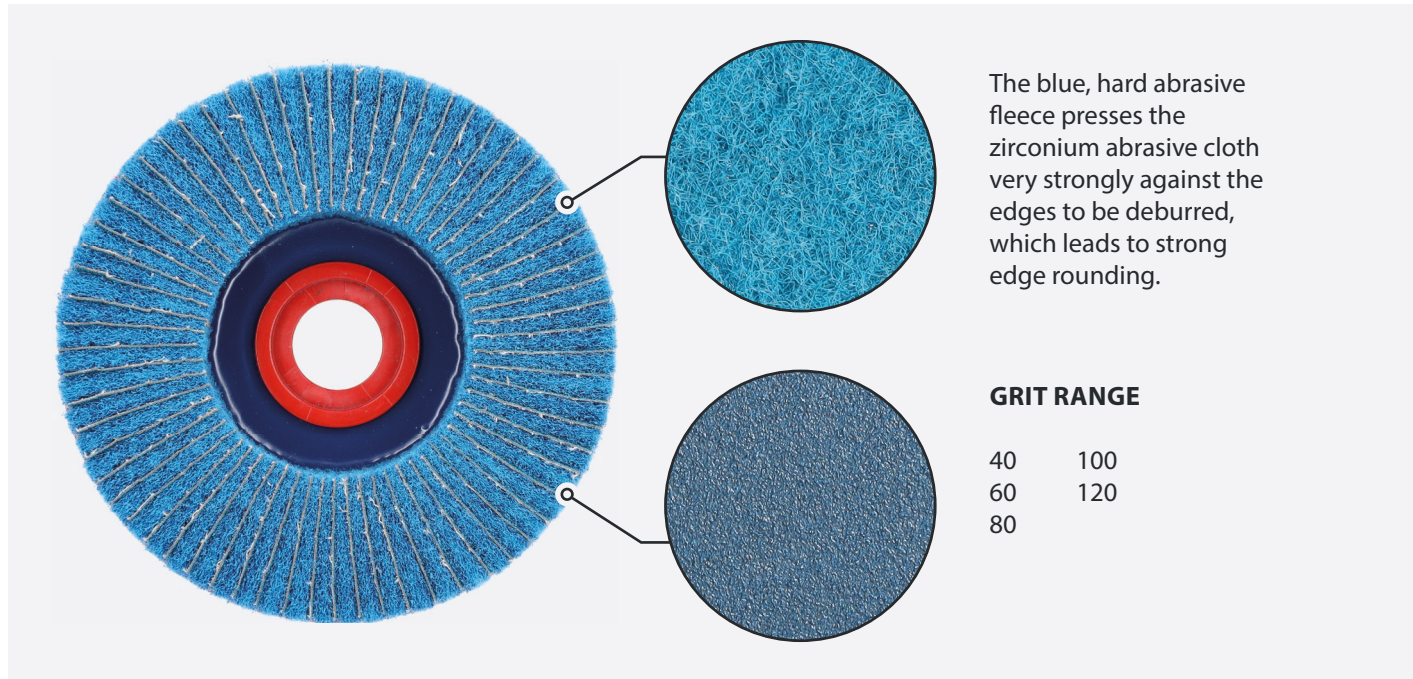 The blue, hard abrasive
fleece presses the
zirconium abrasive cloth
very strongly against the
edges to be deburred,
which leads to strong
edge rounding.
GRIT RANGE
40 100
60 120
80